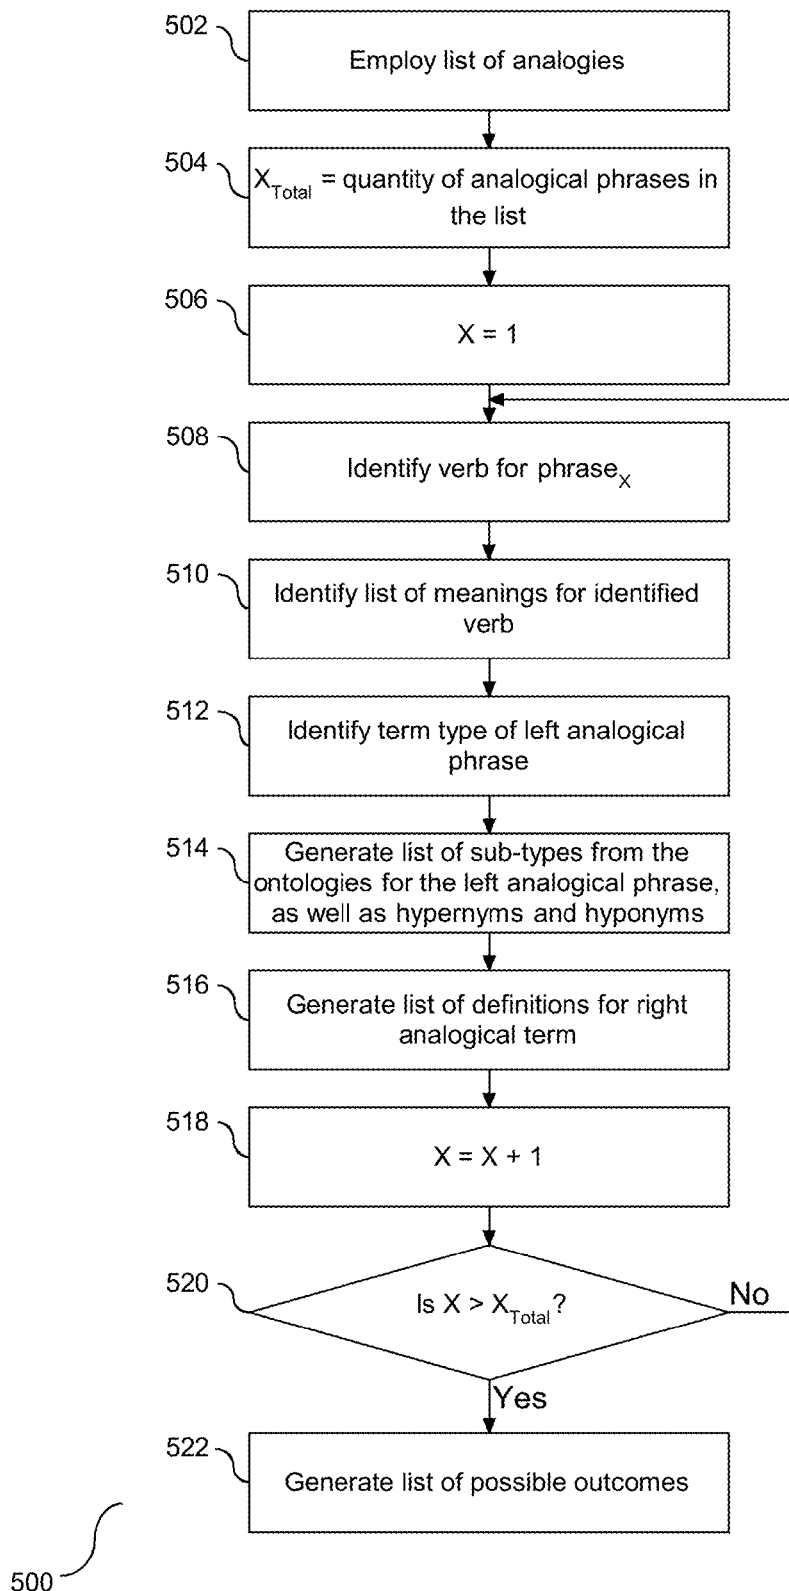 502
Employ list of analogies
504
X_Total = quantity of analogical phrases in
the list
506
X = 1
508
Identify verb for phrase_X
510
Identify list of meanings for identified
verb
512
Identify term type of left analogical
phrase
514
Generate list of sub-types from the
ontologies for the left analogical phrase,
as well as hypernyms and hyponyms
516
Generate list of definitions for right
analogical term
518
X = X + 1
520
Is X > X_Total?
No
Yes
522
Generate list of possible outcomes
500